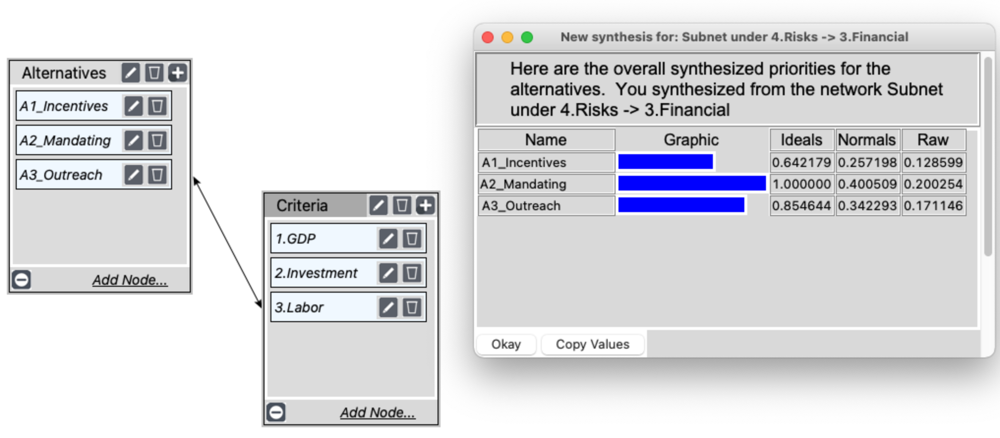 Alternatives
A1_Incentives
A2_Mandating
A3_Outreach
Add Node...
Criteria
1.GDP
2.Investment
3.Labor
Add Node...
New synthesis for: Subnet under 4.Risks -> 3.Financial
Here are the overall synthesized priorities for the
alternatives.  You synthesized from the network Subnet
under 4.Risks -> 3.Financial
Name Graphic Ideals Normals Raw
A1_Incentives 0.642179 0.257198 0.128599
A2_Mandating 1.000000 0.400509 0.200254
A3_Outreach 0.854644 0.342293 0.171146
Okay Copy Values